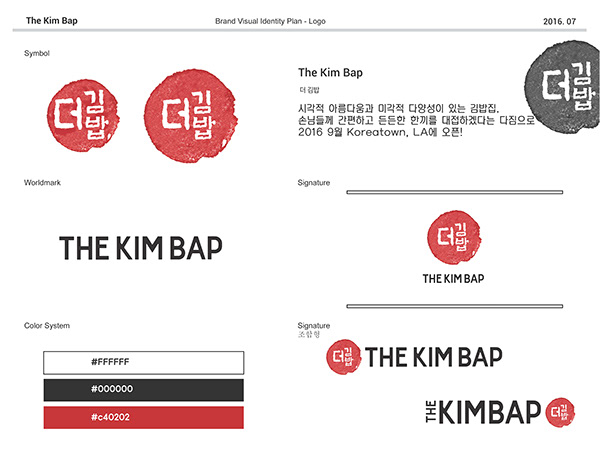 The Kim Bap
Brand Visual Identity Plan - Logo
2016. 07
Symbol
더 김밥
더 김밥
The Kim Bap
더 김밥
시각적 아름다움과 미각적 다양성이 있는 김밥집,
손님들께 간편하고 든든한 한끼를 대접하겠다는 다짐으로
2016 9월 Koreatown, LA에 오픈!
더 김밥
Worldmark
THE KIM BAP
Signature
더 김밥
THE KIM BAP
Color System
#FFFFFF
#000000
#c40202
Signature
조합형
더 김밥 THE KIM BAP
THE KIMBAP 더 김밥